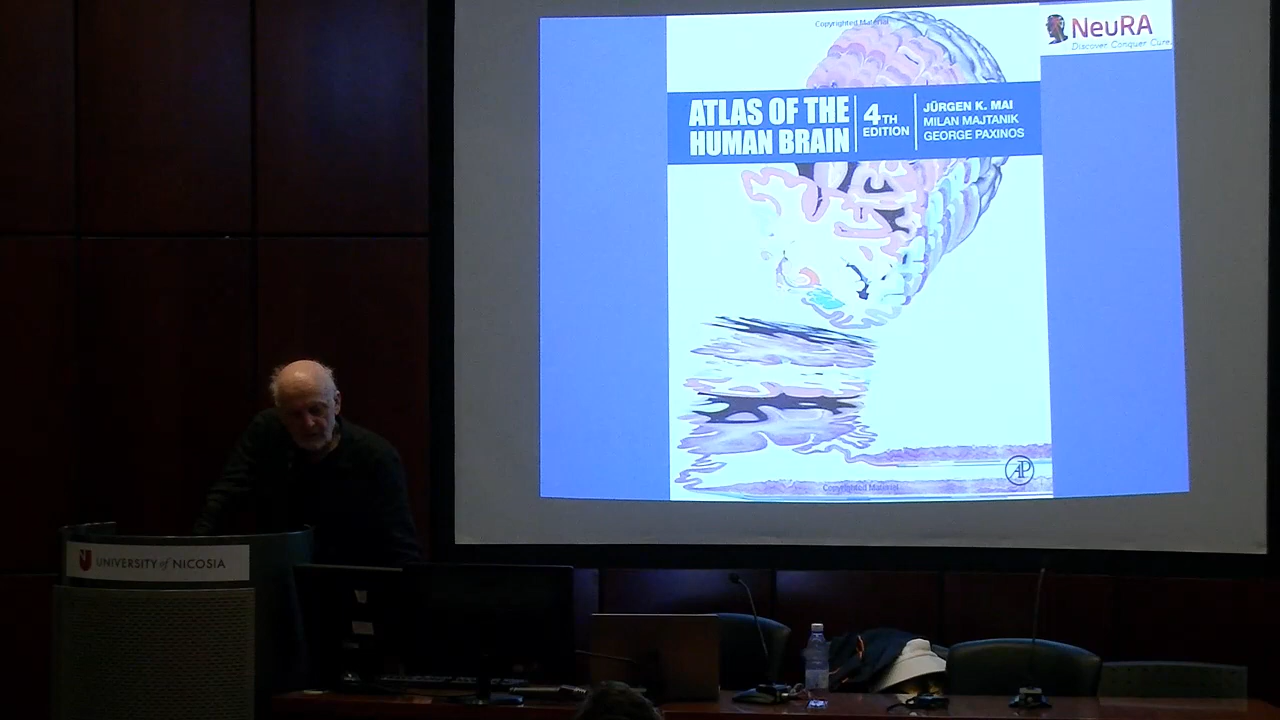 Copyrighted Material
NeuRA
Discover. Conquer. Cure.
ATLAS OF THE
HUMAN BRAIN
4TH
EDITION
JÜRGEN K. MAI
MILAN MAJTANIK
GEORGE PAXINOS
AP
Copyrighted Material
UNIVERSITY of NICOSIA